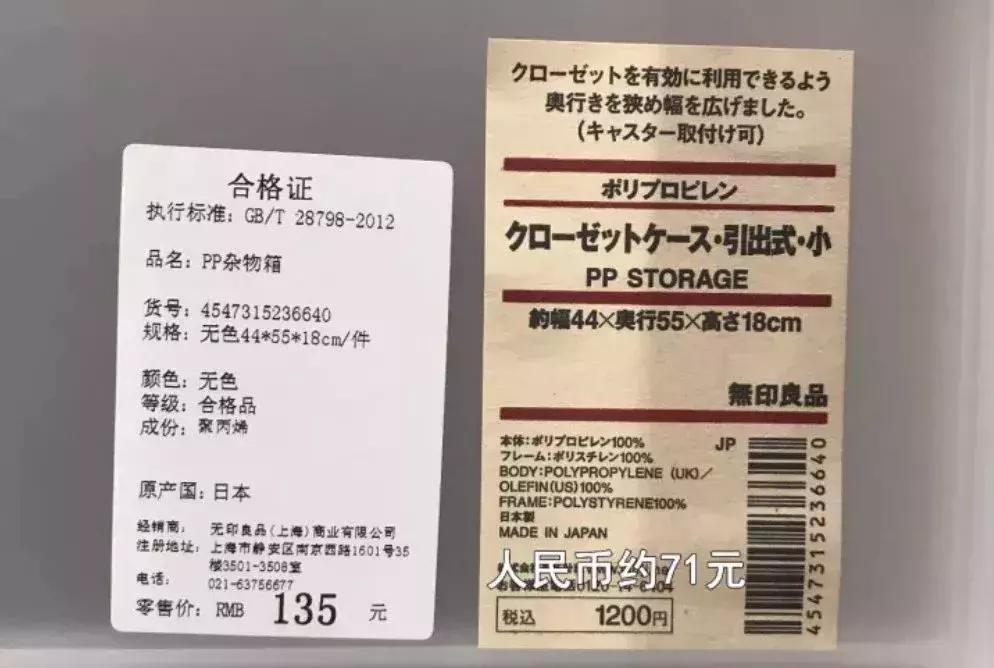 合格证
执行标准: GB/T 28798-2012
品名: PP杂物箱
货号: 4547315236640
规格: 无色44*55*18cm/件
颜色: 无色
等级: 合格品
成份: 聚丙烯
原产国: 日本
经销商: 无印良品(上海)商业有限公司
注册地址: 上海市静安区南京西路1601号35
楼3501-3508室
电话: 021-63756677
零售价: RMB 135 元
クローゼットを有効に利用できるよう
奥行きを狭め幅を広げました。
(キャスター取付け可)
ポリプロピレン
クローゼットケース・引出式・小
PP STORAGE
約幅44×奥行55×高さ18cm
無印良品
本体:ポリプロピレン100%
フレーム:ポリスチレン100%
BODY:POLYPROPYLENE (UK)/
OLEFIN(US)100%
FRAME:POLYSTYRENE100%
日本製
MADE IN JAPAN
JP
4547315236640
人民币约71元
税込 1200円